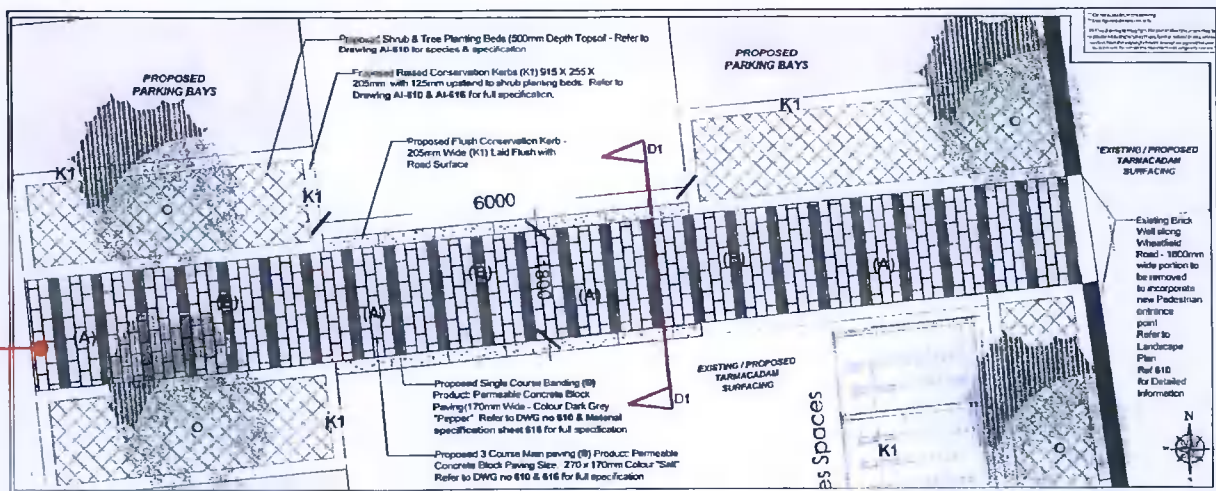 Proposed Shrub & Tree Planting Beds (500mm Depth Topsoil - Refer to
Drawing AI-610 for species & specification
Proposed Raised Conservation Kerbs (K1) 915 X 255 X
205mm with 125mm upstand to shrub planting beds. Refer to
Drawing AI-610 & AI-616 for full specification.
Proposed Flush Conservation Kerb -
205mm Wide (K1) Laid Flush with
Road Surface
PROPOSED
PARKING BAYS
PROPOSED
PARKING BAYS
K1
K1
K1
6000
D1
1800
(A)
(B)
(A)
(B)
(A)
(B)
(A)
EXISTING / PROPOSED
TARMACADAM
SURFACING
Existing Brick
Wall along
Wheatfield
Road - 1800mm
wide portion to
be removed
to incorporate
new Pedestrian
entrance
point
Refer to
Landscape
Plan
Ref 610
for Detailed
Information
EXISTING / PROPOSED
TARMACADAM
SURFACING
D1
K1
Proposed Single Course Banding (B)
Product: Permeable Concrete Block
Paving (170mm Wide - Colour Dark Grey
"Pepper" Refer to DWG no 610 & Material
specification sheet 616 for full specification
Proposed 3 Course Main paving (B) Product: Permeable
Concrete Block Paving Size. 270 x 170mm Colour "Salt"
Refer to DWG no 610 & 616 for full specification
es Spaces
K1
N